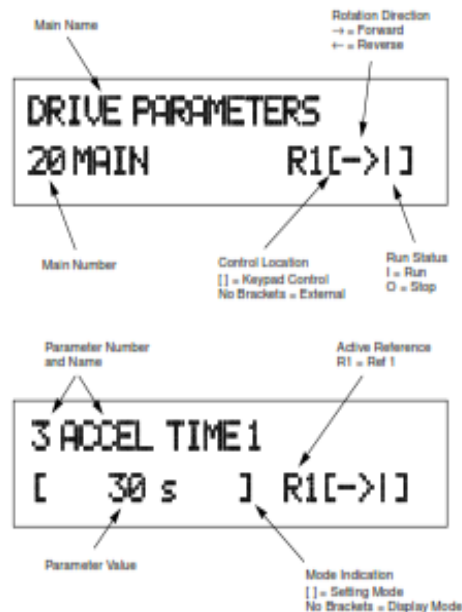 Main Name
Rotation Direction
→ = Forward
← = Reverse
DRIVE PARAMETERS
20 MAIN R1[->I]
Main Number
Control Location
[ ] = Keypad Control
No Brackets = External
Run Status
I = Run
O = Stop
Parameter Number
and Name
Active Reference
R1 = Ref 1
3 ACCEL TIME1
[ 30 s ] R1[->I]
Parameter Value
Mode Indication
[ ] = Setting Mode
No Brackets = Display Mode